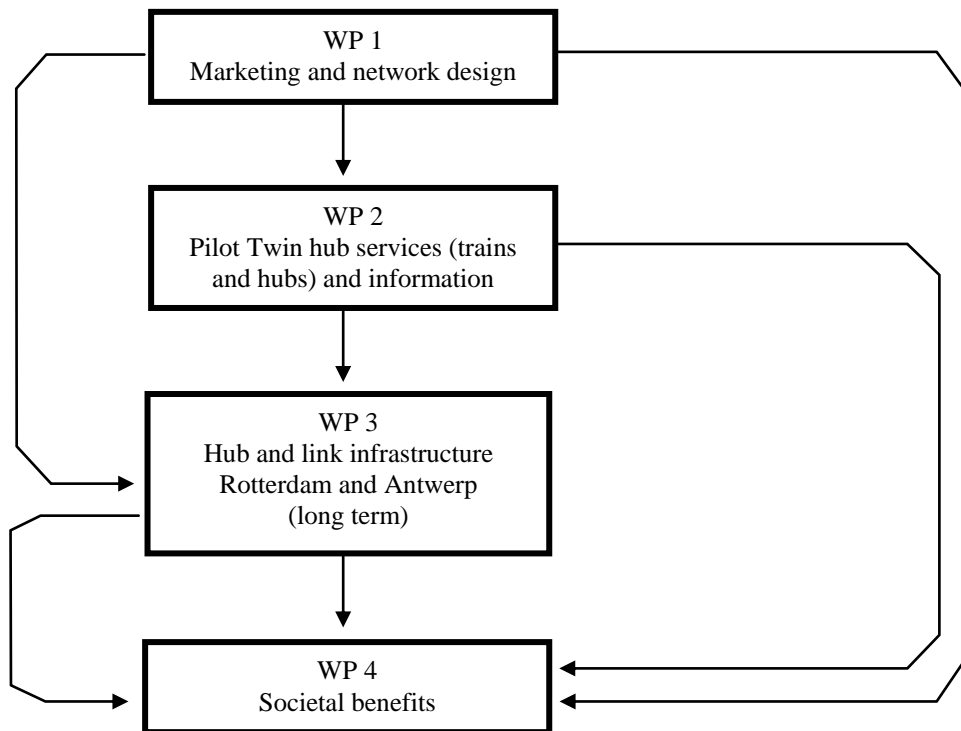 WP 1
Marketing and network design
WP 2
Pilot Twin hub services (trains
and hubs) and information
WP 3
Hub and link infrastructure
Rotterdam and Antwerp
(long term)
WP 4
Societal benefits